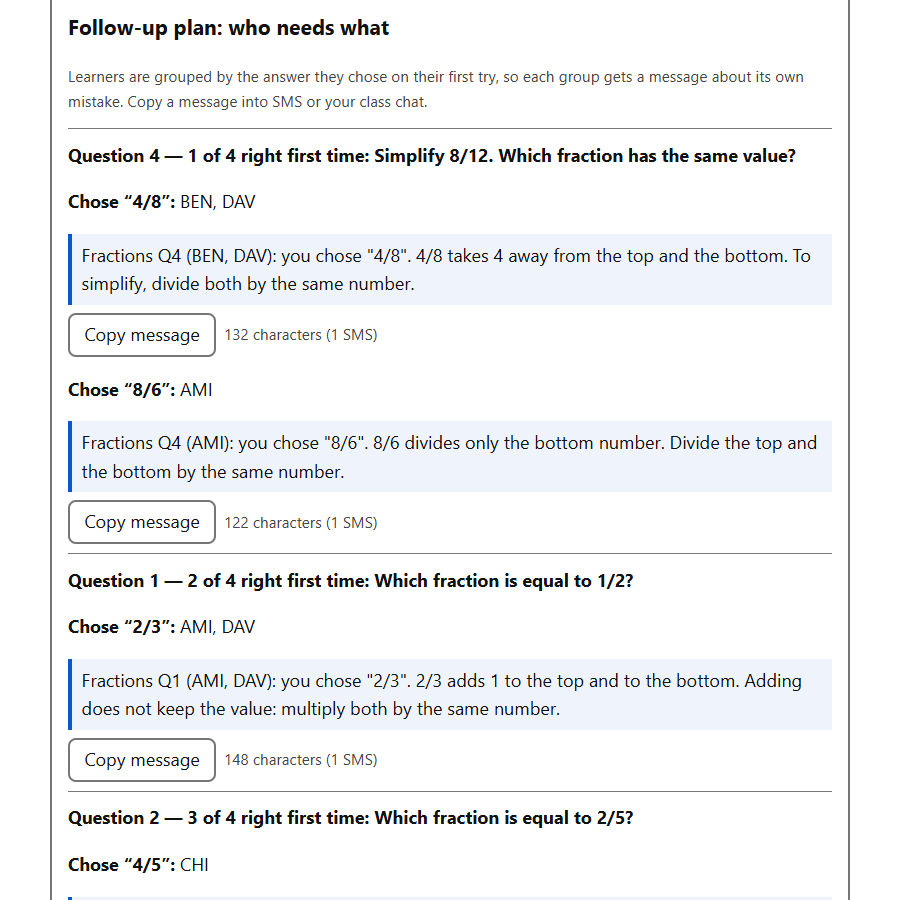 Follow-up plan: who needs what
Learners are grouped by the answer they chose on their first try, so each group gets a message about its own
mistake. Copy a message into SMS or your class chat.
Question 4 — 1 of 4 right first time: Simplify 8/12. Which fraction has the same value?
Chose “4/8”: BEN, DAV
Fractions Q4 (BEN, DAV): you chose "4/8". 4/8 takes 4 away from the top and the bottom. To
simplify, divide both by the same number.
Copy message 132 characters (1 SMS)
Chose “8/6”: AMI
Fractions Q4 (AMI): you chose "8/6". 8/6 divides only the bottom number. Divide the top and
the bottom by the same number.
Copy message 122 characters (1 SMS)
Question 1 — 2 of 4 right first time: Which fraction is equal to 1/2?
Chose “2/3”: AMI, DAV
Fractions Q1 (AMI, DAV): you chose "2/3". 2/3 adds 1 to the top and to the bottom. Adding
does not keep the value: multiply both by the same number.
Copy message 148 characters (1 SMS)
Question 2 — 3 of 4 right first time: Which fraction is equal to 2/5?
Chose “4/5”: CHI